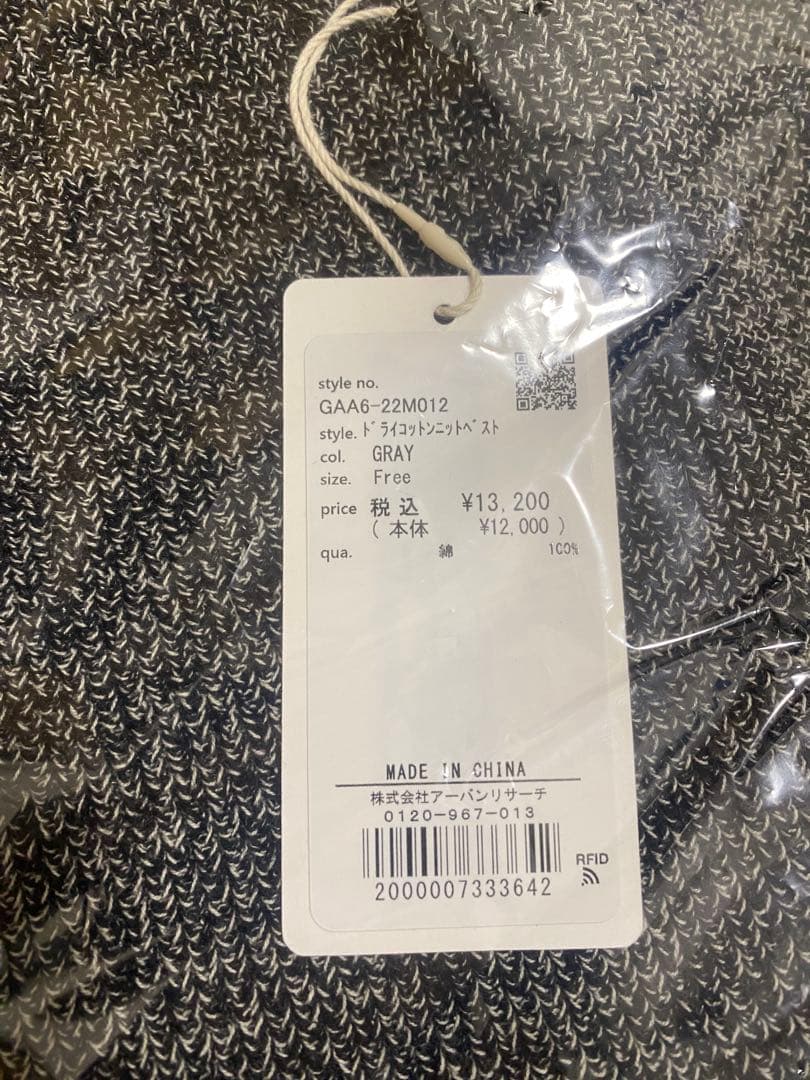 style no.
GAA6-22M012
style. ﾄﾞﾗｲｺｯﾄﾝﾆｯﾄﾍﾞｽﾄ
col. GRAY
size. Free
price 税込 ¥13,200
( 本体 ¥12,000 )
qua. 綿 100%
MADE IN CHINA
株式会社アーバンリサーチ
0120-967-013
RFID
2000007333642